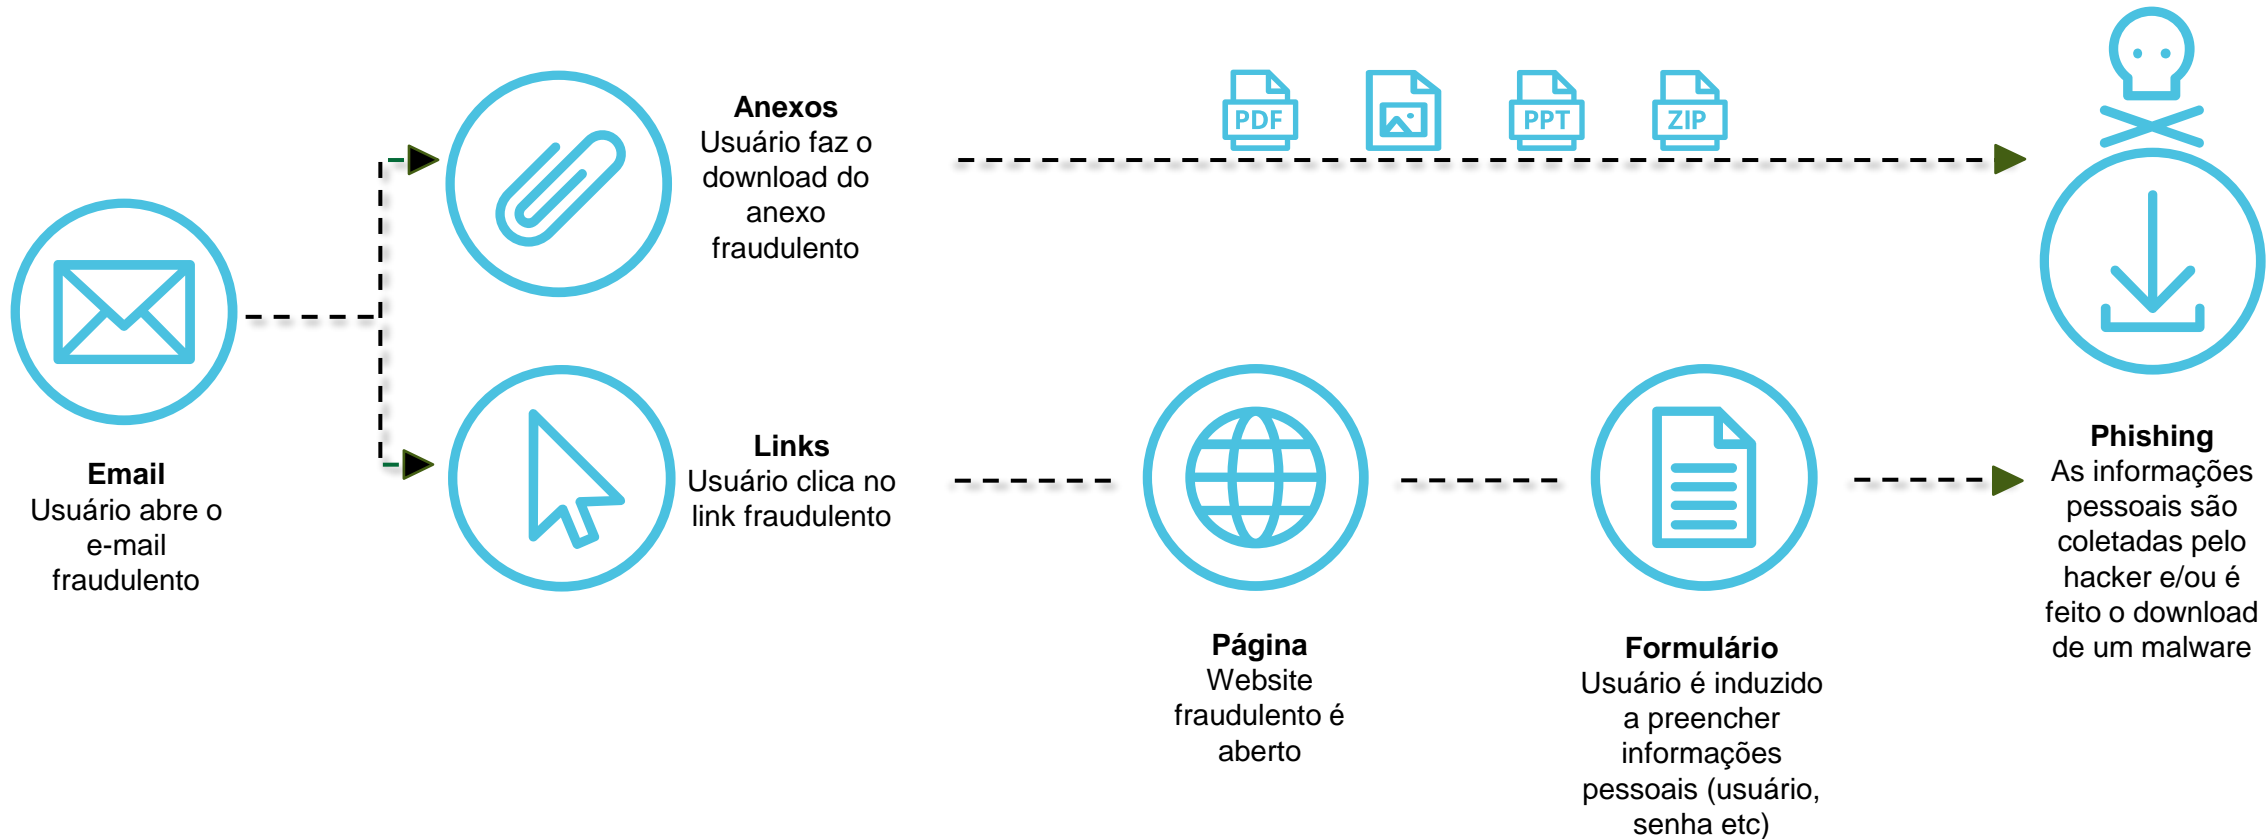 Email
Usuário abre o
e-mail
fraudulento
Anexos
Usuário faz o
download do
anexo
fraudulento
PDF
PPT
ZIP
Links
Usuário clica no
link fraudulento
Página
Website
fraudulento é
aberto
Formulário
Usuário é induzido
a preencher
informações
pessoais (usuário,
senha etc)
Phishing
As informações
pessoais são
coletadas pelo
hacker e/ou é
feito o download
de um malware